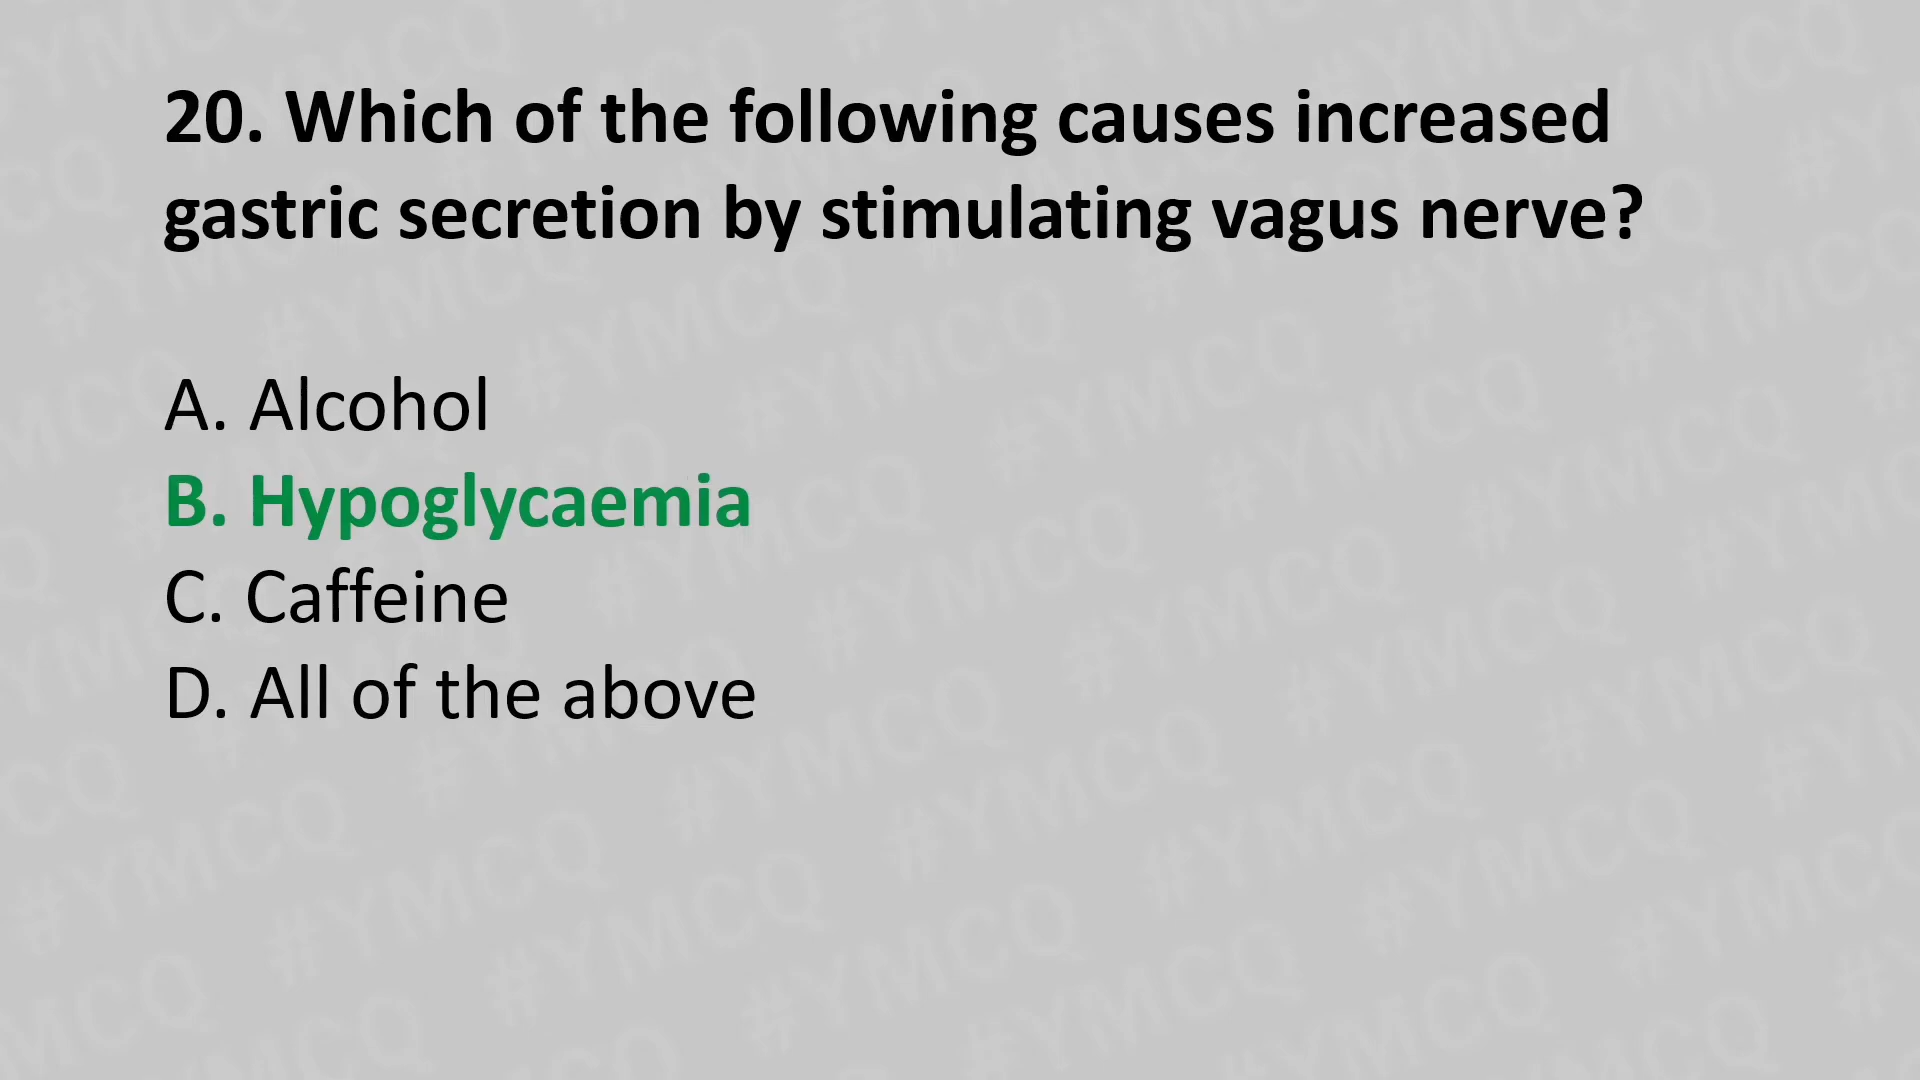 20. Which of the following causes increased
gastric secretion by stimulating vagus nerve?
A. Alcohol
B. Hypoglycaemia
C. Caffeine
D. All of the above
#YMCQ